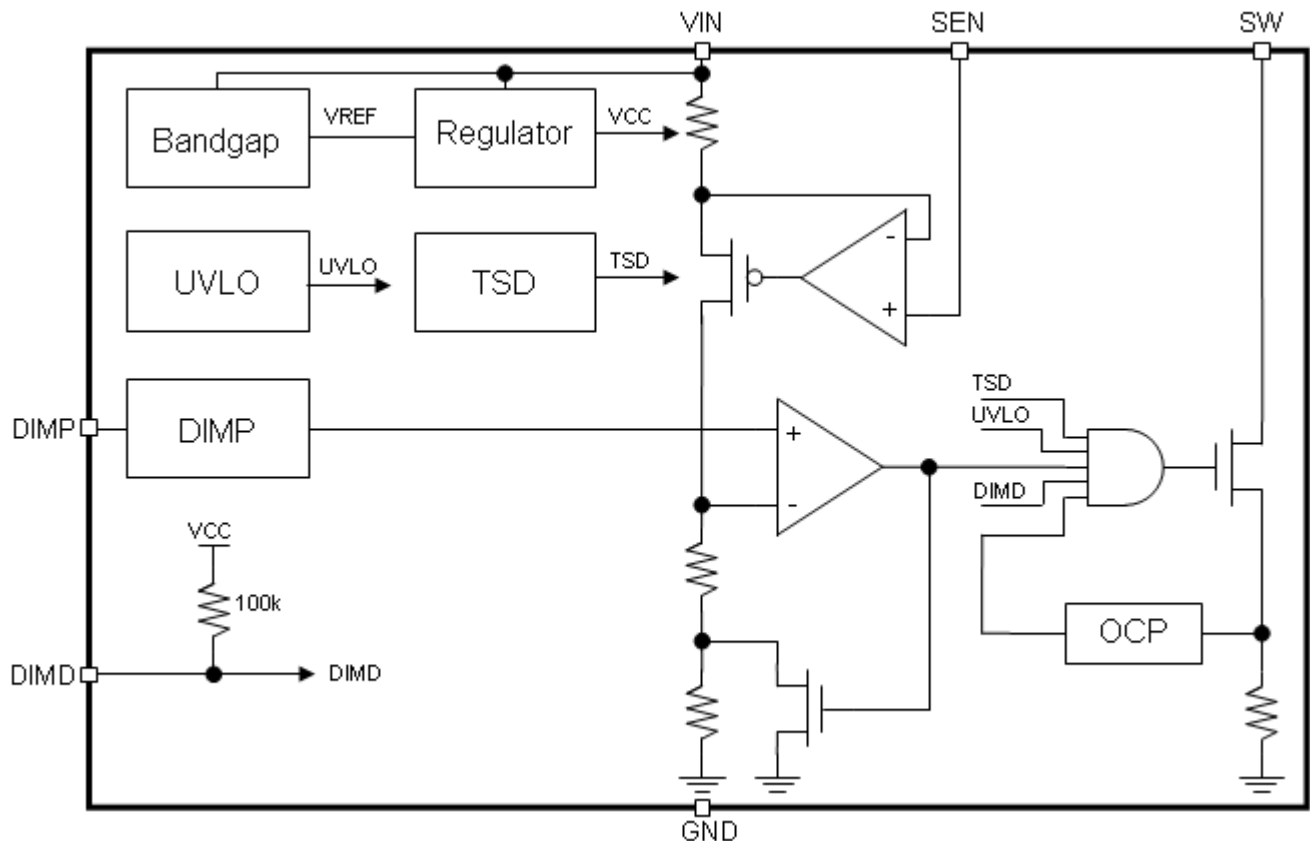 VIN
SEN
SW
Bandgap
VREF
Regulator
VCC
UVLO
UVLO
TSD
TSD
-
+
DIMP
DIMP
+
-
TSD
UVLO
DIMD
VCC
100k
OCP
DIMD
DIMD
GND